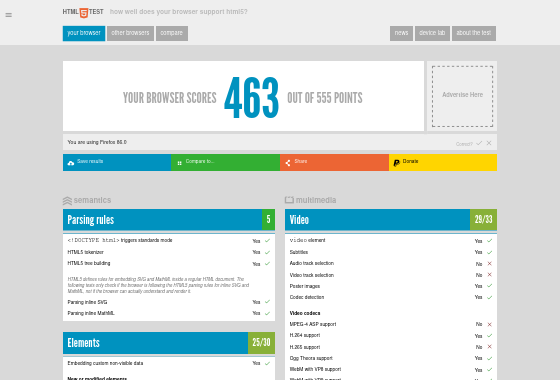 HTML5TEST how well does your browser support html5?
your browser other browsers compare news device lab about the test
YOUR BROWSER SCORES 463 OUT OF 555 POINTS
Advertise Here
You are using Firefox 86.0 Correct?
Save results Compare to... Share Donate
semantics
Parsing rules 5
<!DOCTYPE html> triggers standards mode Yes ✓
HTML5 tokenizer Yes ✓
HTML5 tree building Yes ✓
HTML5 defines rules for embedding SVG and MathML inside a regular HTML document. The
following tests only check if the browser is following the HTML5 parsing rules for inline SVG and
MathML, not if the browser can actually understand and render it.
Parsing inline SVG Yes ✓
Parsing inline MathML Yes ✓
Elements 25/30
Embedding custom non-visible data Yes ✓
New or modified elements
multimedia
Video 29/33
video element Yes ✓
Subtitles Yes ✓
Audio track selection No ✕
Video track selection No ✕
Poster images Yes ✓
Codec detection Yes ✓
Video codecs
MPEG-4 ASP support No ✕
H.264 support Yes ✓
H.265 support No ✕
Ogg Theora support Yes ✓
WebM with VP8 support Yes ✓
WebM with VP9 support Yes ✓